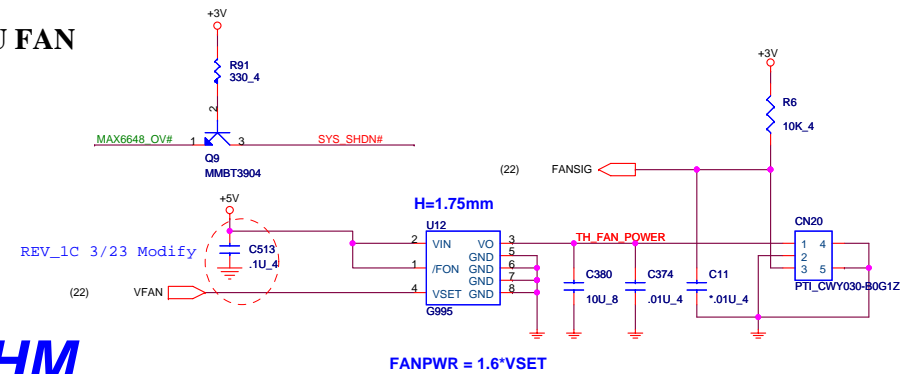 U FAN
+3V
R91
330_4
2
MAX6648_OV#
1
3
SYS_SHDN#
Q9
MMBT3904
+3V
R6
10K_4
(22)
FANSIG
+5V
H=1.75mm
U12
CN20
REV_1C 3/23 Modify
C513
.1U_4
2
VIN
VO
3
TH_FAN_POWER
GND
5
1
/FON
GND
6
GND
7
(22)
VFAN
4
VSET
GND
8
G995
C380
10U_8
C374
.01U_4
C11
*.01U_4
1
4
2
3
5
PTI_CWY030-B0G1Z
HM
FANPWR = 1.6*VSET